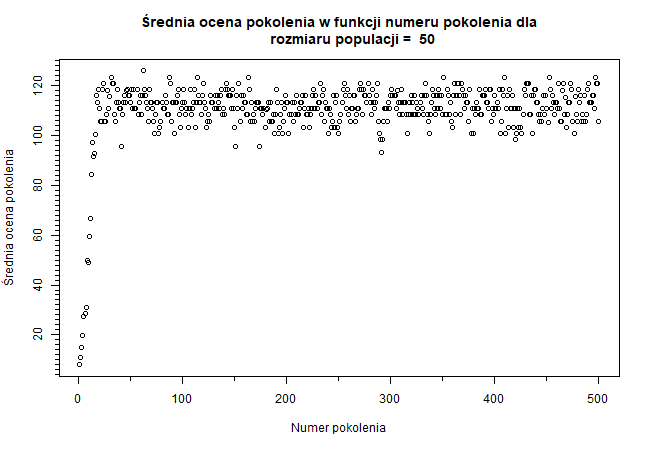 Średnia ocena pokolenia w funkcji numeru pokolenia dla
rozmiaru populacji = 50
Średnia ocena pokolenia
120
100
80
60
40
20
0 100 200 300 400 500
Numer pokolenia